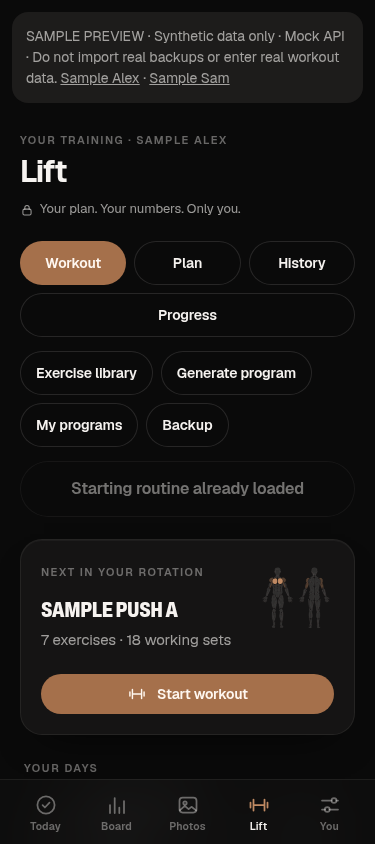 SAMPLE PREVIEW · Synthetic data only · Mock API
· Do not import real backups or enter real workout
data. Sample Alex · Sample Sam
YOUR TRAINING · SAMPLE ALEX
Lift
Your plan. Your numbers. Only you.
Workout
Plan
History
Progress
Exercise library
Generate program
My programs
Backup
Starting routine already loaded
NEXT IN YOUR ROTATION
SAMPLE PUSH A
7 exercises · 18 working sets
Start workout
YOUR DAYS
Today
Board
Photos
Lift
You